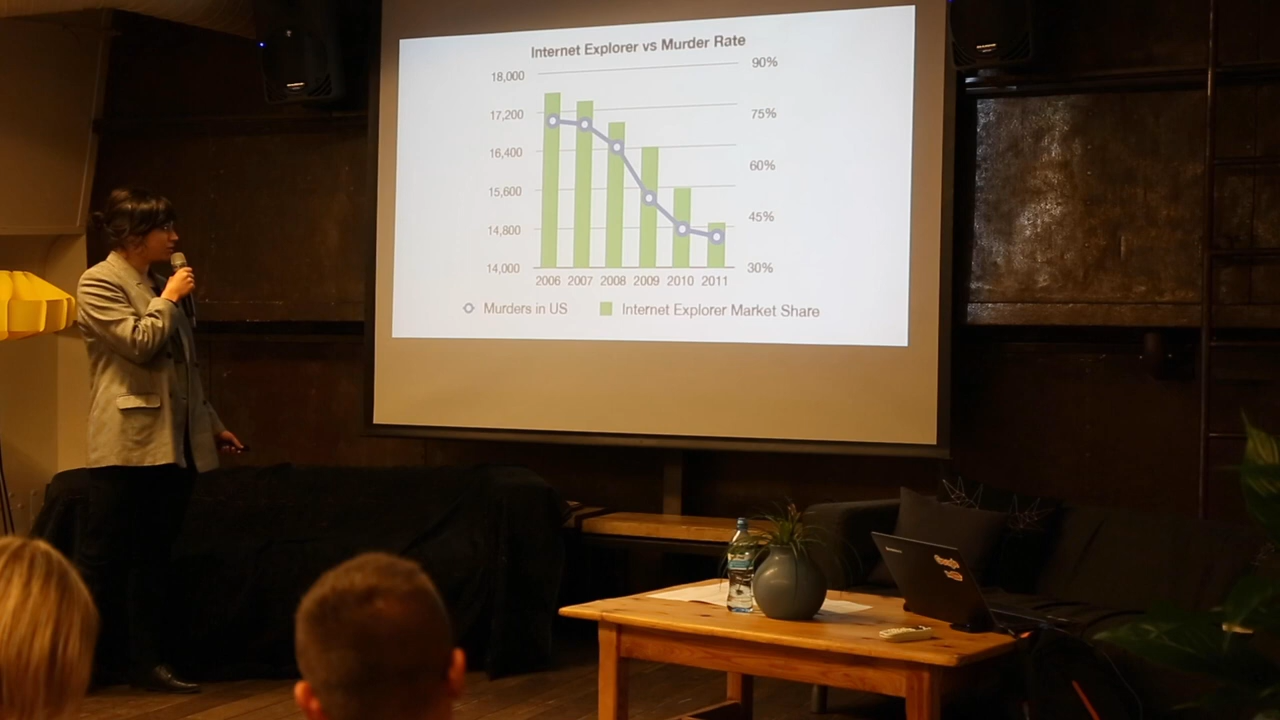 Internet Explorer vs Murder Rate
18,000 90%
17,200 75%
16,400 60%
15,600 45%
14,800
14,000 30%
2006 2007 2008 2009 2010 2011
Murders in US Internet Explorer Market Share